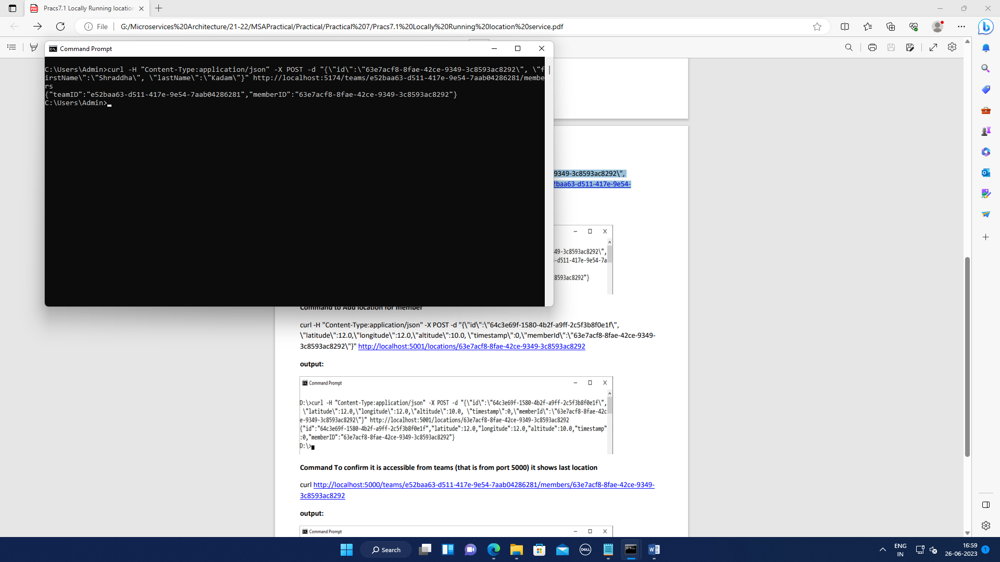 Pracs7.1 Locally Running locatio
File
G:/Microservices%20Architecture/21-22/MSAPractical/Practical/Practical%207/Pracs7.1%20Locally%20Running%20location%20service.pdf
Command Prompt
C:\Users\Admin>curl -H "Content-Type:application/json" -X POST -d "{\"id\":\"63e7acf8-8fae-42ce-9349-3c8593ac8292\", \"f
irstName\":\"Shraddha\", \"lastName\":\"Kadam\"}" http://localhost:5174/teams/e52baa63-d511-417e-9e54-7aab04286281/membe
rs
{"teamID":"e52baa63-d511-417e-9e54-7aab04286281","memberID":"63e7acf8-8fae-42ce-9349-3c8593ac8292"}
C:\Users\Admin>
9349-3c8593ac8292\",
2baa63-d511-417e-9e54-
49-3c8593ac8292\",
-d511-417e-9e54-7a
8593ac8292"}
Command to Add location for member
curl -H "Content-Type:application/json" -X POST -d "{\"id\":\"64c3e69f-1580-4b2f-a9ff-2c5f3b8f0e1f\",
\"latitude\":12.0,\"longitude\":12.0,\"altitude\":10.0, \"timestamp\":0,\"memberId\":\"63e7acf8-8fae-42ce-9349-
3c8593ac8292\"}" http://localhost:5001/locations/63e7acf8-8fae-42ce-9349-3c8593ac8292
output:
Command Prompt
D:\>curl -H "Content-Type:application/json" -X POST -d "{\"id\":\"64c3e69f-1580-4b2f-a9ff-2c5f3b8f0e1f\",
\"latitude\":12.0,\"longitude\":12.0,\"altitude\":10.0, \"timestamp\":0,\"memberId\":\"63e7acf8-8fae-42c
e-9349-3c8593ac8292\"}" http://localhost:5001/locations/63e7acf8-8fae-42ce-9349-3c8593ac8292
{"id":"64c3e69f-1580-4b2f-a9ff-2c5f3b8f0e1f","latitude":12.0,"longitude":12.0,"altitude":10.0,"timestamp"
:0,"memberID":"63e7acf8-8fae-42ce-9349-3c8593ac8292"}
D:\>
Command To confirm it is accessible from teams (that is from port 5000) it shows last location
curl http://localhost:5000/teams/e52baa63-d511-417e-9e54-7aab04286281/members/63e7acf8-8fae-42ce-9349-
3c8593ac8292
output:
Command Prompt
Search
DELL
ENG
IN
16:59
26-06-2023
1